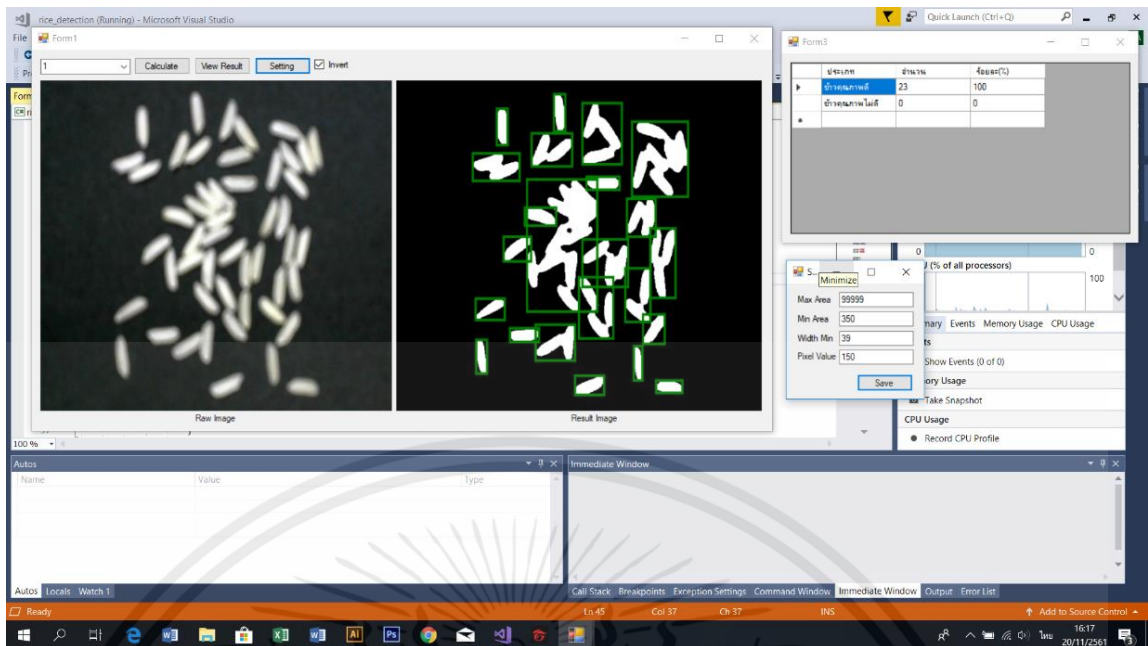 rice_detection (Running) - Microsoft Visual Studio
Quick Launch (Ctrl+Q)
File
Form1
1
Calculate
View Result
Setting
Invert
Raw Image
Result Image
Form3
ประเภท จำนวน ร้อยละ(%)
ข้าวคุณภาพดี 23 100
ข้าวคุณภาพไม่ดี 0 0
S...
Minimize
Max Area 99999
Min Area 350
Width Min 39
Pixel Value 150
Save
0 0
(% of all processors)
100
Events Memory Usage CPU Usage
Show Events (0 of 0)
Take Snapshot
CPU Usage
Record CPU Profile
100 %
Autos
Name Value Type
Immediate Window
Autos Locals Watch 1
Call Stack Breakpoints Exception Settings Command Window Immediate Window Output Error List
Ready Ln 45 Col 37 Ch 37 INS Add to Source Control
ไทย
16:17
20/11/2561